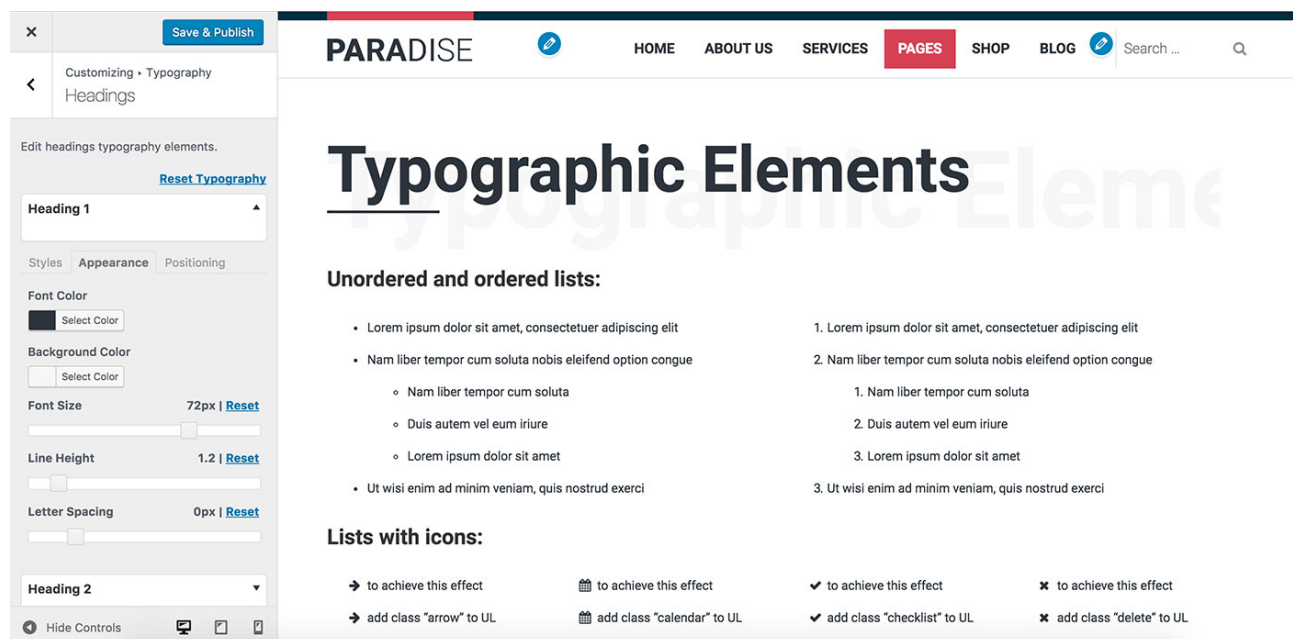 × Save & Publish
Customizing • Typography
Headings
Edit headings typography elements.
Reset Typography
Heading 1
Styles Appearance Positioning
Font Color
Select Color
Background Color
Select Color
Font Size 72px | Reset
Line Height 1.2 | Reset
Letter Spacing 0px | Reset
Heading 2
Hide Controls
PARADISE HOME ABOUT US SERVICES PAGES SHOP BLOG Search ...
Typographic Elements
Typographic Eleme
Unordered and ordered lists:
• Lorem ipsum dolor sit amet, consectetuer adipiscing elit
• Nam liber tempor cum soluta nobis eleifend option congue
◦ Nam liber tempor cum soluta
◦ Duis autem vel eum iriure
◦ Lorem ipsum dolor sit amet
• Ut wisi enim ad minim veniam, quis nostrud exerci
1. Lorem ipsum dolor sit amet, consectetuer adipiscing elit
2. Nam liber tempor cum soluta nobis eleifend option congue
1. Nam liber tempor cum soluta
2. Duis autem vel eum iriure
3. Lorem ipsum dolor sit amet
3. Ut wisi enim ad minim veniam, quis nostrud exerci
Lists with icons:
to achieve this effect to achieve this effect to achieve this effect to achieve this effect
add class “arrow” to UL add class “calendar” to UL add class “checklist” to UL add class “delete” to UL